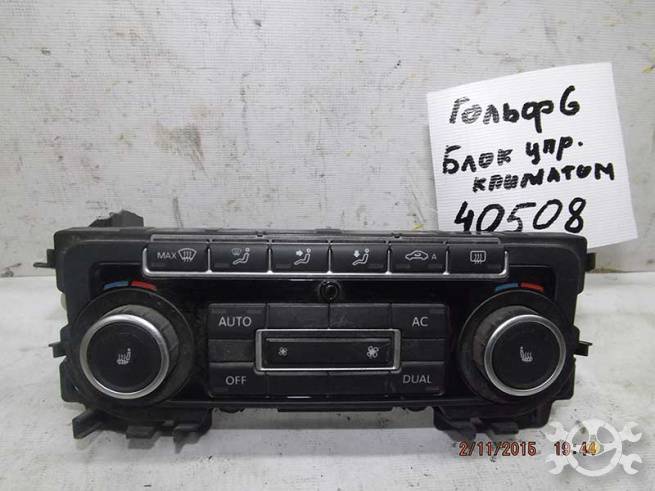 Гольф 6
Блок упр.
климатом
40508
MAX
A
AUTO
AC
OFF
DUAL
2/11/2015 19:44